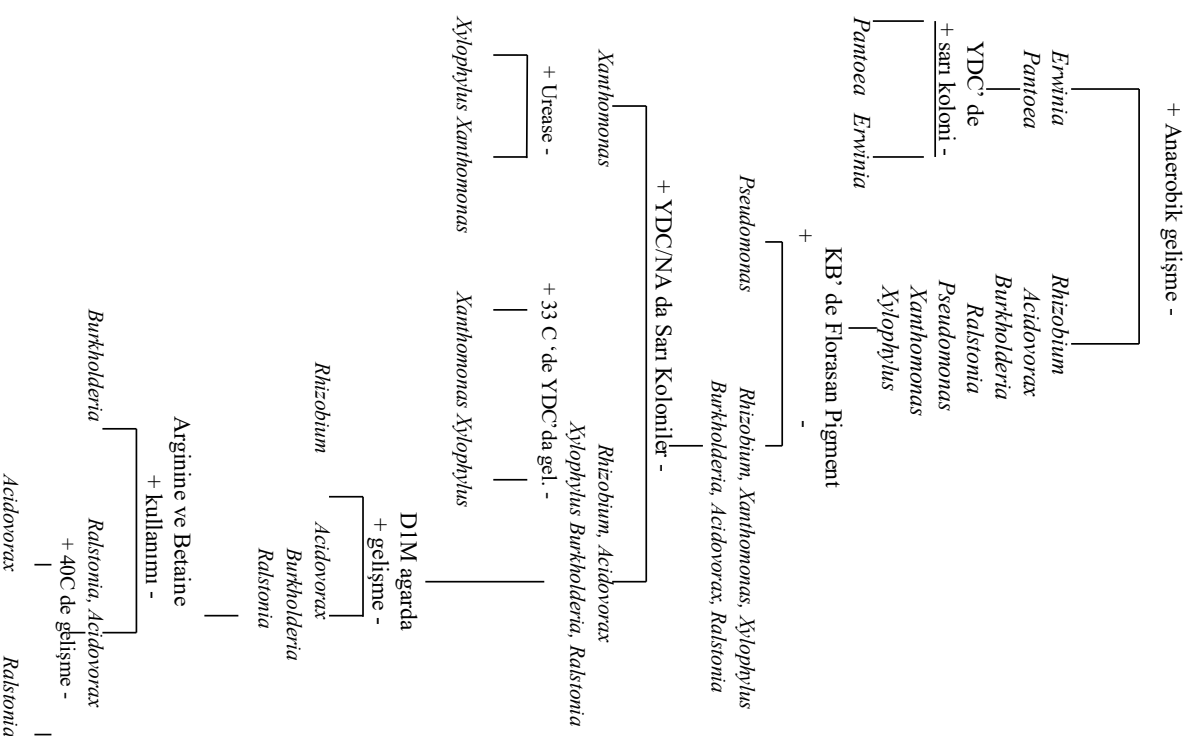 + Anaerobik gelişme -
Erwinia
Pantoea
Rhizobium
Acidovorax
Burkholderia
Ralstonia
Pseudomonas
Xanthomonas
Xylophylus
YDC' de
+ sarı koloni -
Pantoea Erwinia
KB' de Florasan Pigment
+ -
Pseudomonas
Rhizobium, Xanthomonas, Xylophylus
Burkholderia, Acidovorax, Ralstonia
+ YDC/NA da Sarı Koloniler -
Xanthomonas
Rhizobium, Acidovorax
Xylophylus Burkholderia, Ralstonia
+ Urease -
Xylophylus Xanthomonas
+ 33 C ‘de YDC’da gel. -
Xanthomonas Xylophylus
D1M agarda
+ gelişme -
Rhizobium
Acidovorax
Burkholderia
Ralstonia
Arginine ve Betaine
+ kullanımı -
Burkholderia
Ralstonia, Acidovorax
+ 40C de gelişme -
Acidovorax
Ralstonia